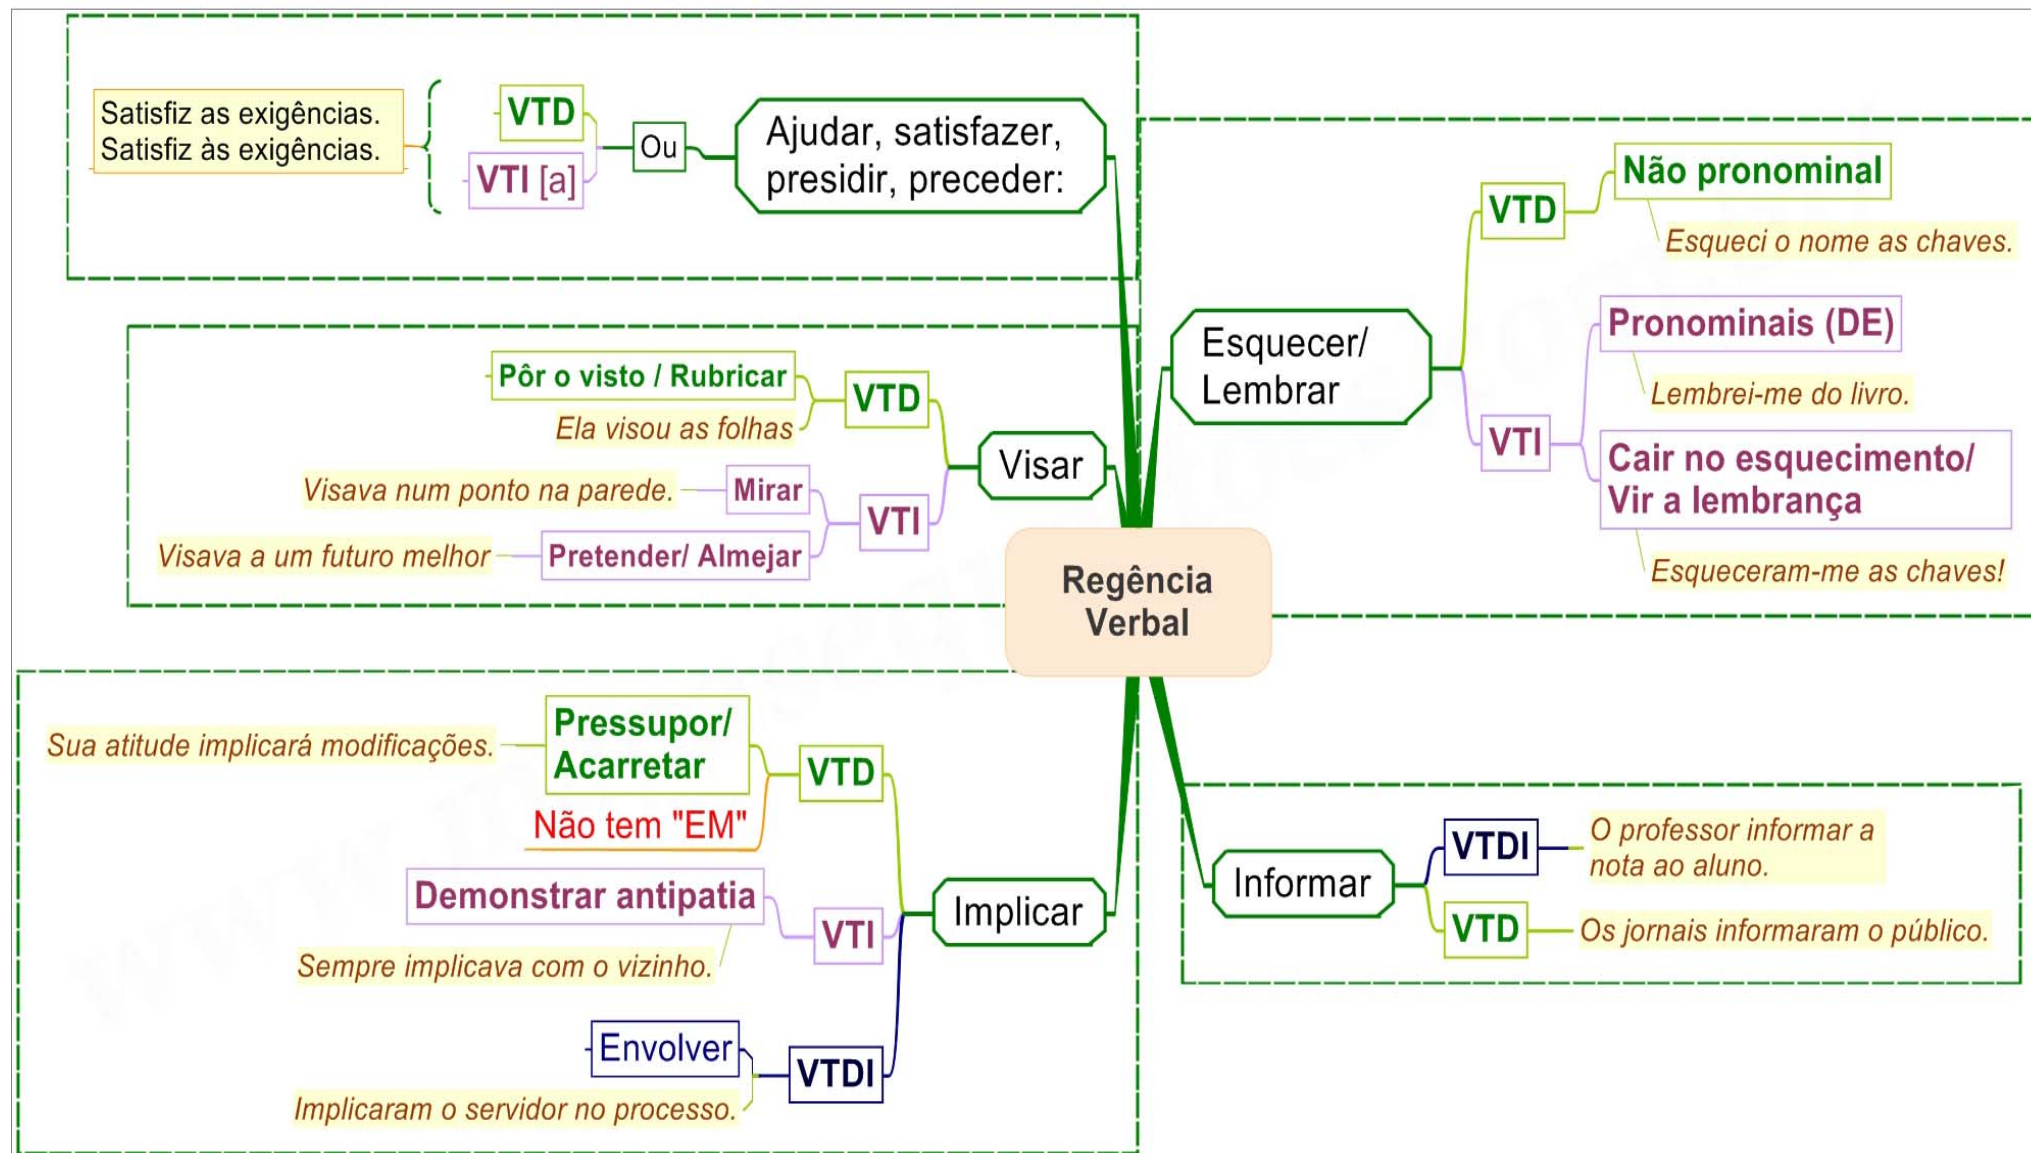 Regência
Verbal
Ajudar, satisfazer,
presidir, preceder:
Ou
VTD
VTI [a]
Satisfiz as exigências.
Satisfiz às exigências.
Visar
VTD
Pôr o visto / Rubricar
Ela visou as folhas
VTI
Mirar
Visava num ponto na parede.
Pretender/ Almejar
Visava a um futuro melhor
Implicar
VTD
Pressupor/
Acarretar
Sua atitude implicará modificações.
Não tem "EM"
VTI
Demonstrar antipatia
Sempre implicava com o vizinho.
VTDI
Envolver
Implicaram o servidor no processo.
Esquecer/
Lembrar
VTD
Não pronominal
Esqueci o nome as chaves.
VTI
Pronominais (DE)
Lembrei-me do livro.
Cair no esquecimento/
Vir a lembrança
Esqueceram-me as chaves!
Informar
VTDI
O professor informar a
nota ao aluno.
VTD
Os jornais informaram o público.